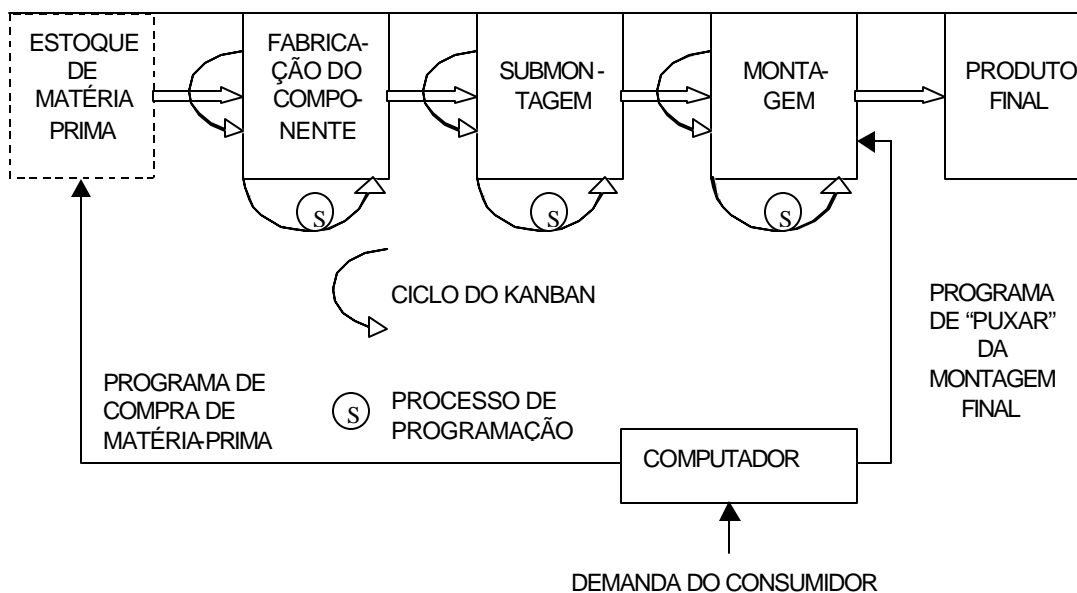 ESTOQUE
DE
MATÉRIA
PRIMA
FABRICA-
ÇÃO DO
COMPO-
NENTE
SUBMON -
TAGEM
MONTA-
GEM
PRODUTO
FINAL
S
S
S
CICLO DO KANBAN
PROGRAMA
DE “PUXAR”
DA
MONTAGEM
FINAL
PROGRAMA DE
COMPRA DE
MATÉRIA-PRIMA
S
PROCESSO DE
PROGRAMAÇÃO
COMPUTADOR
DEMANDA DO CONSUMIDOR